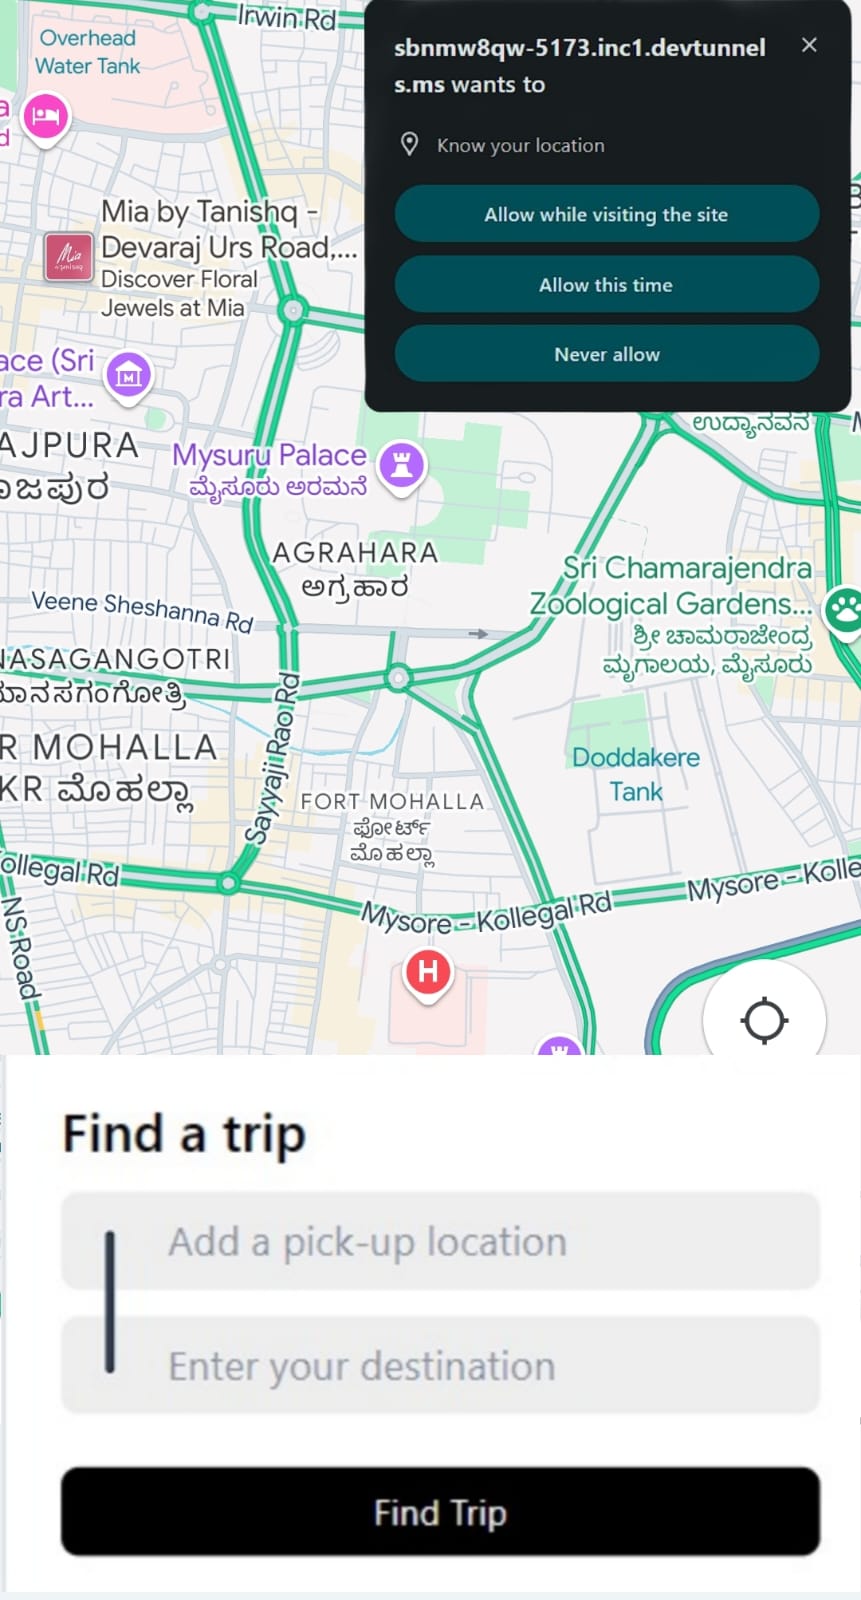 Irwin Rd
Overhead
Water Tank
sbnmw8qw-5173.inc1.devtunnel
s.ms wants to
Know your location
Allow while visiting the site
Allow this time
Never allow
Mia by Tanishq -
Devaraj Urs Road,...
Discover Floral
Jewels at Mia
Mia
ace (Sri
ra Art...
M
AJPURA
ಾಜಪುರ
Mysuru Palace
ಮೈಸೂರು ಅರಮನೆ
ಉದ್ಯಾನವನ
AGRAHARA
ಅಗ್ರಹಾರ
Sri Chamarajendra
Zoological Gardens...
ಶ್ರೀ ಚಾಮರಾಜೇಂದ್ರ
ಮೃಗಾಲಯ, ಮೈಸೂರು
Veene Sheshanna Rd
NASAGANGOTRI
ಮಾನಸಗಂಗೋತ್ರಿ
R MOHALLA
KR ಮೊಹಲ್ಲಾ
Sayyaji Rao Rd
Doddakere
Tank
FORT MOHALLA
ಫೋರ್ಟ್
ಮೊಹಲ್ಲಾ
ollegal Rd
Mysore - Kollegal Rd
Mysore - Kolle
NS Road
H
Find a trip
Add a pick-up location
Enter your destination
Find Trip